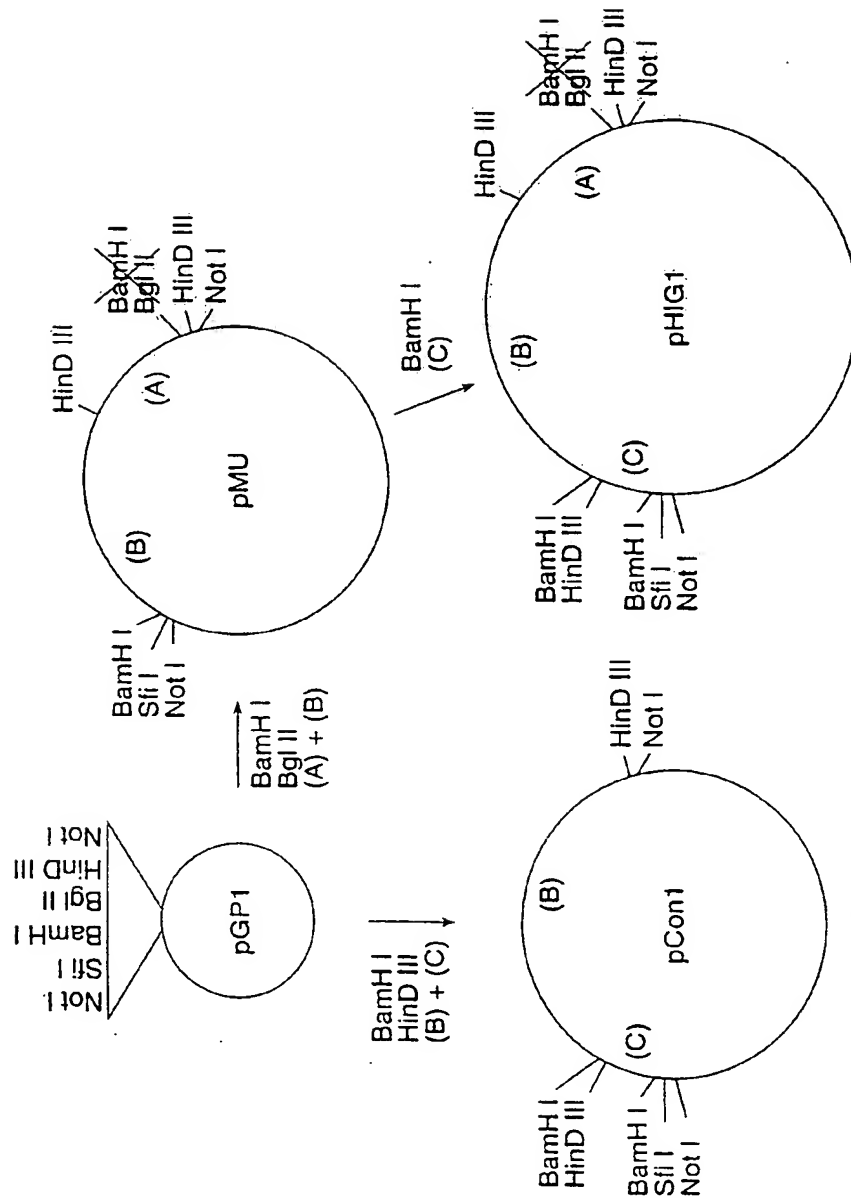 Not I
Sfi I
BamH I
Bgl II
HinD III
Not I
pGP1
BamH I
Bgl II
(A) + (B)
BamH I
Sfi I
Not I
(B)
HinD III
(A)
BamH I
Bgl II
HinD III
Not I
pMU
BamH I
HinD III
(B) + (C)
BamH I
(C)
BamH I
HinD III
(C)
BamH I
Sfi I
Not I
(B)
HinD III
Not I
pCon1
BamH I
HinD III
(C)
BamH I
Sfi I
Not I
(B)
HinD III
(A)
BamH I
Bgl II
HinD III
Not I
pHIG1